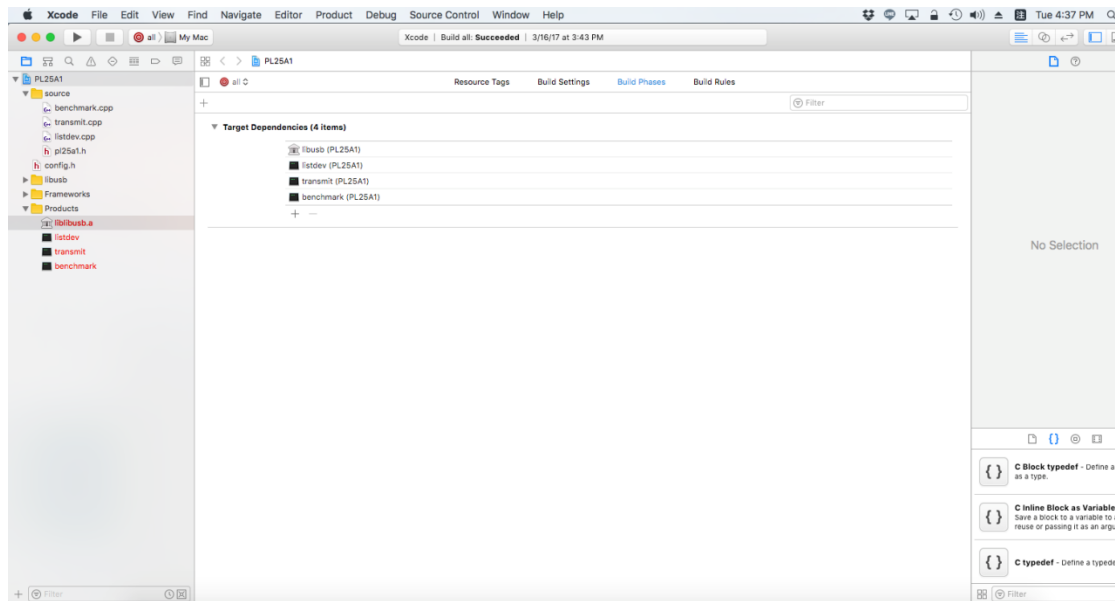 Xcode File Edit View Find Navigate Editor Product Debug Source Control Window Help Tue 4:37 PM
all My Mac Xcode | Build all: Succeeded | 3/16/17 at 3:43 PM
PL25A1
PL25A1
source
benchmark.cpp
transmit.cpp
listdev.cpp
pl25a1.h
config.h
libusb
Frameworks
Products
liblibusb.a
listdev
transmit
benchmark
Filter
all Resource Tags Build Settings Build Phases Build Rules
+ Filter
Target Dependencies (4 items)
libusb (PL25A1)
listdev (PL25A1)
transmit (PL25A1)
benchmark (PL25A1)
+ −
No Selection
{ }
{ } C Block typedef - Define a
as a type.
{ } C Inline Block as Variable
Save a block to a variable to
reuse or passing it as an argu
{ } C typedef - Define a typede
Filter